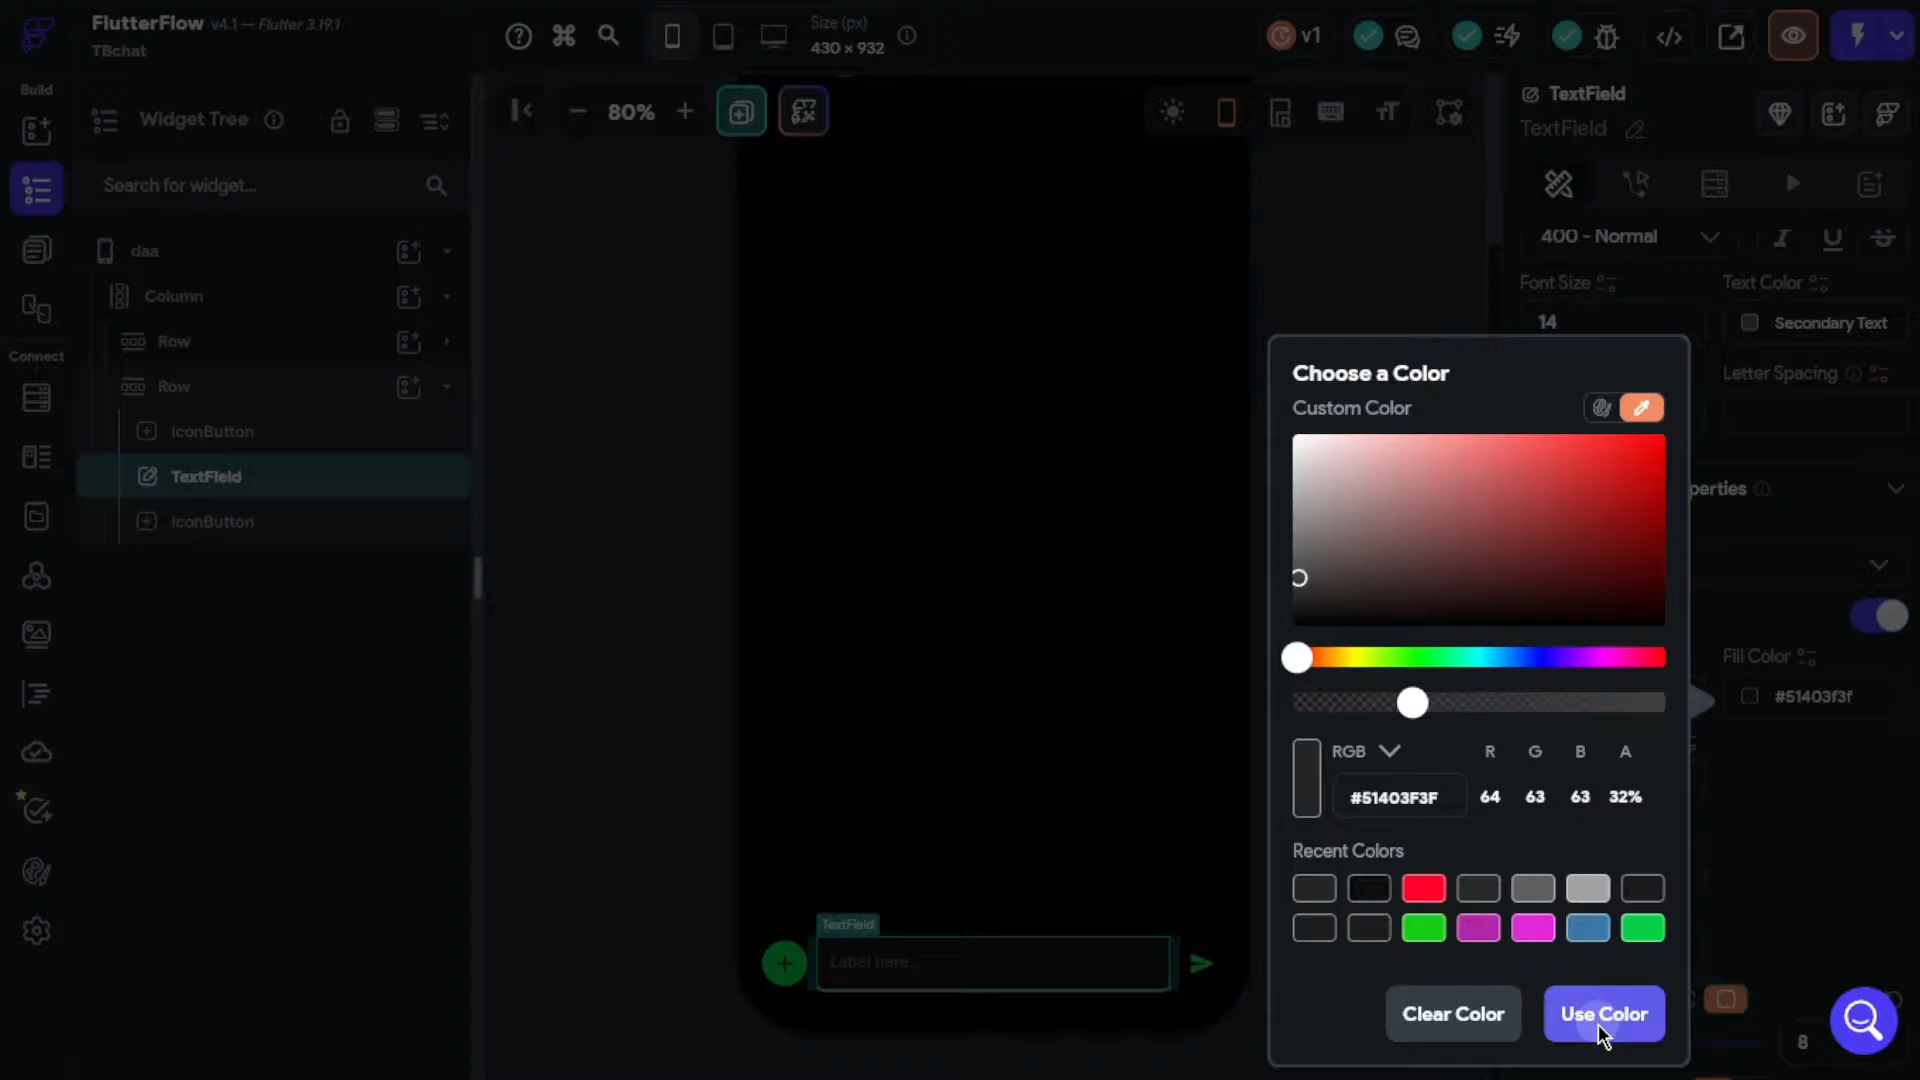 FlutterFlow v4.1 — Flutter 3.19.1
TBchat
Size (px)
430 × 932
v1
Build
Widget Tree
Search for widget...
daa
Column
Row
Row
IconButton
TextField
IconButton
Connect
80%
TextField
Label here...
TextField
TextField
400 - Normal
Font Size
Text Color
14
Secondary Text
Letter Spacing
perties
Fill Color
#51403f3f
8
Choose a Color
Custom Color
RGB
R G B A
#51403F3F
64 63 63 32%
Recent Colors
Clear Color
Use Color